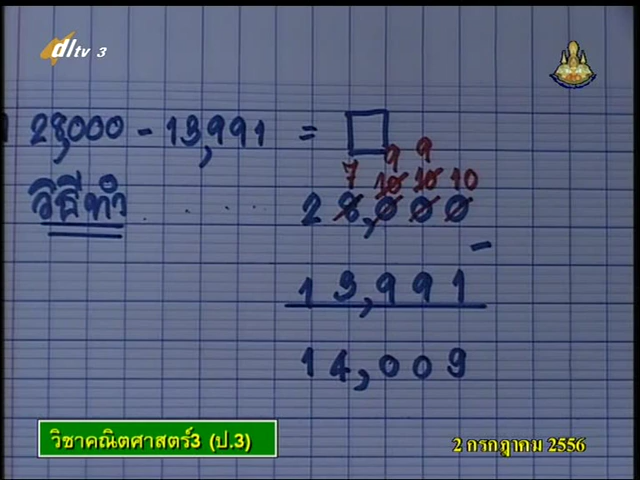 dltv 3
28,000 - 13,991 = □
9 9
7 10 10 10
วิธีทำ 2 8,000
-
13,991
14,009
วิชาคณิตศาสตร์3 (ป.3)
2 กรกฎาคม 2556